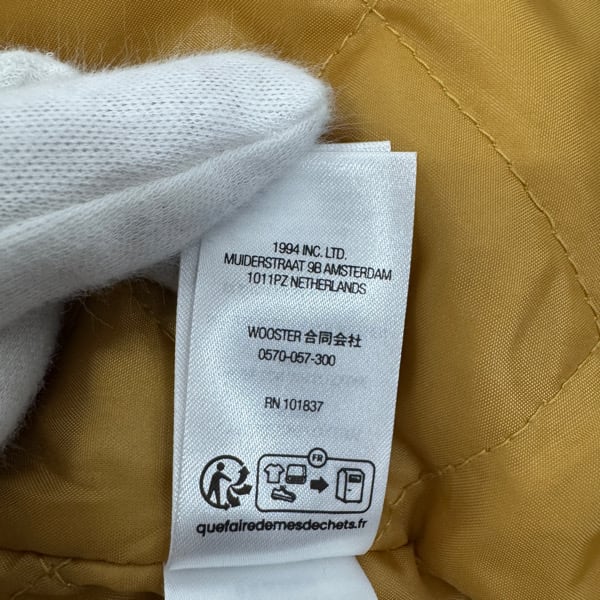 1994 INC. LTD.
MUIDERSTRAAT 9B AMSTERDAM
1011PZ NETHERLANDS
WOOSTER 合同会社
0570-057-300
RN 101837
FR
quefairedemesdechets.fr